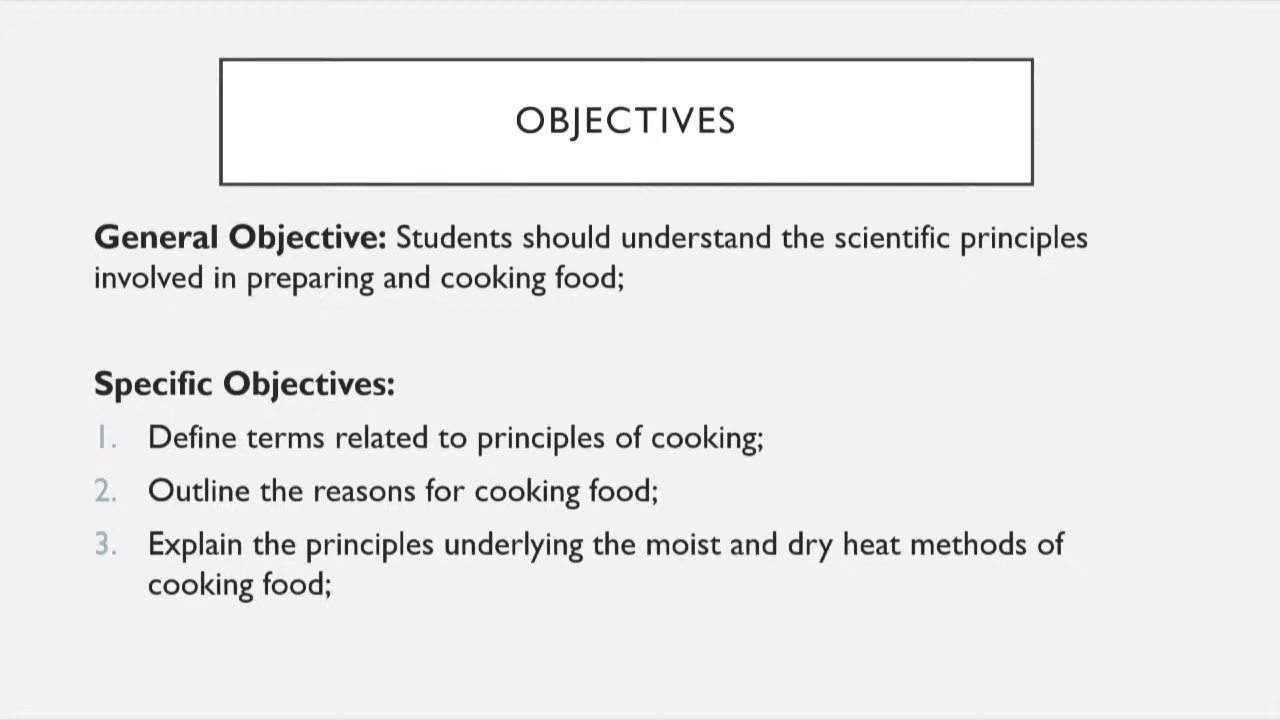 OBJECTIVES
General Objective: Students should understand the scientific principles
involved in preparing and cooking food;
Specific Objectives:
1. Define terms related to principles of cooking;
2. Outline the reasons for cooking food;
3. Explain the principles underlying the moist and dry heat methods of
cooking food;